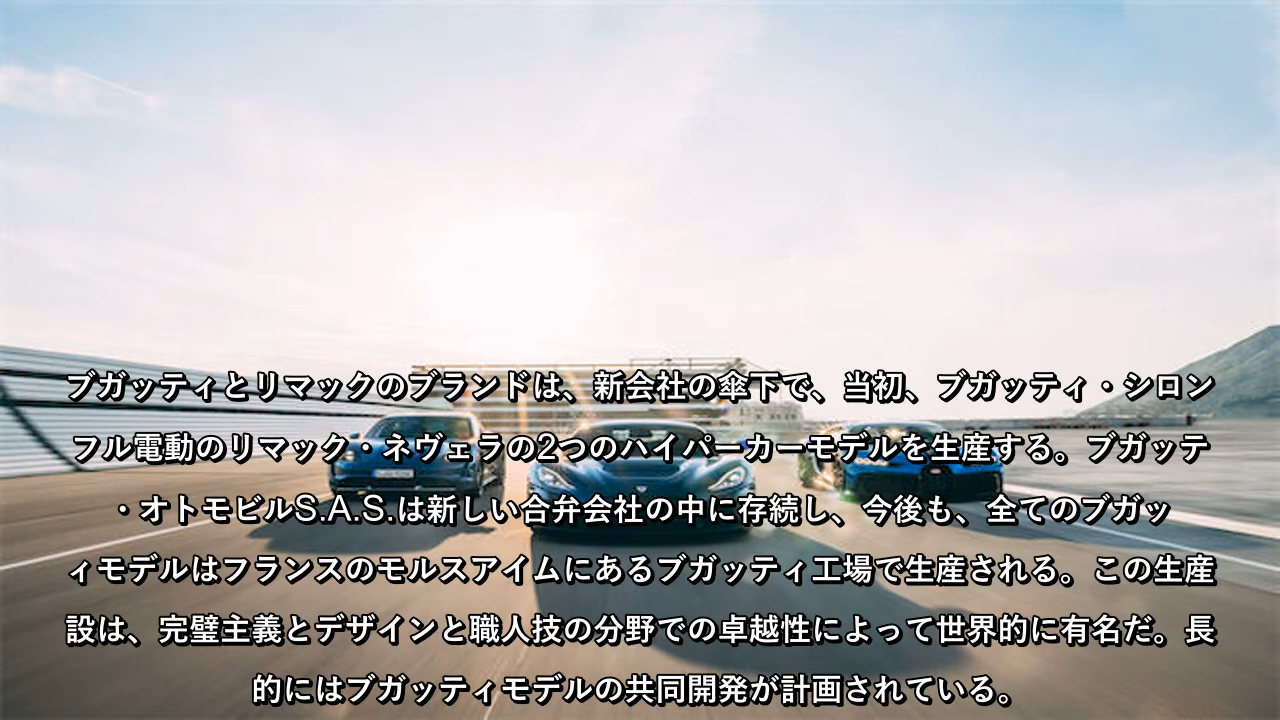 ブガッティとリマックのブランドは、新会社の傘下で、当初、ブガッティ・シロン
フル電動のリマック・ネヴェラの2つのハイパーカーモデルを生産する。ブガッテ
・オトモビルS.A.S.は新しい合弁会社の中に存続し、今後も、全てのブガッ
ィモデルはフランスのモルスアイムにあるブガッティ工場で生産される。この生産
設は、完璧主義とデザインと職人技の分野での卓越性によって世界的に有名だ。長
的にはブガッティモデルの共同開発が計画されている。